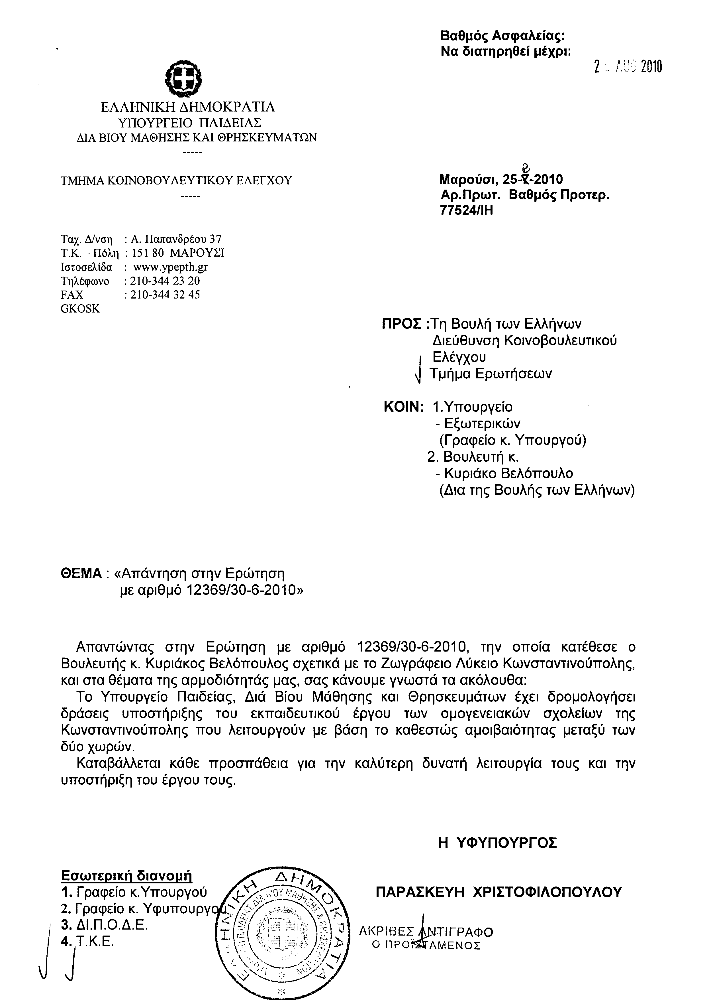 Βαθμός Ασφαλείας:
Να διατηρηθεί μέχρι:
AUG 2010
ΕΛΛΗΝΙΚΗ ΔΗΜΟΚΡΑΤΙΑ
ΥΠΟΥΡΓΕΙΟ ΠΑΙΔΕΙΑΣ
ΔΙΑ ΒΙΟΥ ΜΑΘΗΣΗΣ ΚΑΙ ΘΡΗΣΚΕΥΜΑΤΩΝ
-----
ΤΜΗΜΑ ΚΟΙΝΟΒΟΥΛΕΥΤΙΚΟΥ ΕΛΕΓΧΟΥ
-----
Μαρούσι, 25-8-2010
Αρ.Πρωτ. Βαθμός Προτερ.
77524/ΙΗ
Ταχ. Δ/νση : Α. Παπανδρέου 37
Τ.Κ. – Πόλη : 151 80 ΜΑΡΟΥΣΙ
Ιστοσελίδα : www.ypepth.gr
Τηλέφωνο : 210-344 23 20
FAX : 210-344 32 45
GKOSK
ΠΡΟΣ :Τη Βουλή των Ελλήνων
Διεύθυνση Κοινοβουλευτικού
Ελέγχου
Τμήμα Ερωτήσεων
ΚΟΙΝ: 1.Υπουργείο
- Εξωτερικών
(Γραφείο κ. Υπουργού)
2. Βουλευτή κ.
- Κυριάκο Βελόπουλο
(Δια της Βουλής των Ελλήνων)
ΘΕΜΑ : «Απάντηση στην Ερώτηση
με αριθμό 12369/30-6-2010»
Απαντώντας στην Ερώτηση με αριθμό 12369/30-6-2010, την οποία κατέθεσε ο
Βουλευτής κ. Κυριάκος Βελόπουλος σχετικά με το Ζωγράφειο Λύκειο Κωνσταντινούπολης,
και στα θέματα της αρμοδιότητάς μας, σας κάνουμε γνωστά τα ακόλουθα:
Το Υπουργείο Παιδείας, Διά Βίου Μάθησης και Θρησκευμάτων έχει δρομολογήσει
δράσεις υποστήριξης του εκπαιδευτικού έργου των ομογενειακών σχολείων της
Κωνσταντινούπολης που λειτουργούν με βάση το καθεστώς αμοιβαιότητας μεταξύ των
δύο χωρών.
Καταβάλλεται κάθε προσπάθεια για την καλύτερη δυνατή λειτουργία τους και την
υποστήριξη του έργου τους.
Η ΥΦΥΠΟΥΡΓΟΣ
Εσωτερική διανομή
1. Γραφείο κ.Υπουργού
2. Γραφείο κ. Υφυπουργού
3. ΔΙ.Π.Ο.Δ.Ε.
4. Τ.Κ.Ε.
ΕΛΛΗΝΙΚΗ ΔΗΜΟΚΡΑΤΙΑ
ΥΠΟΥΡΓΕΙΟ ΠΑΙΔΕΙΑΣ ΔΙΑ ΒΙΟΥ ΜΑΘΗΣΗΣ & ΘΡΗΣΚΕΥΜΑΤΩΝ
ΠΑΡΑΣΚΕΥΗ ΧΡΙΣΤΟΦΙΛΟΠΟΥΛΟΥ
ΑΚΡΙΒΕΣ ΑΝΤΙΓΡΑΦΟ
Ο ΠΡΟΪΣΤΑΜΕΝΟΣ